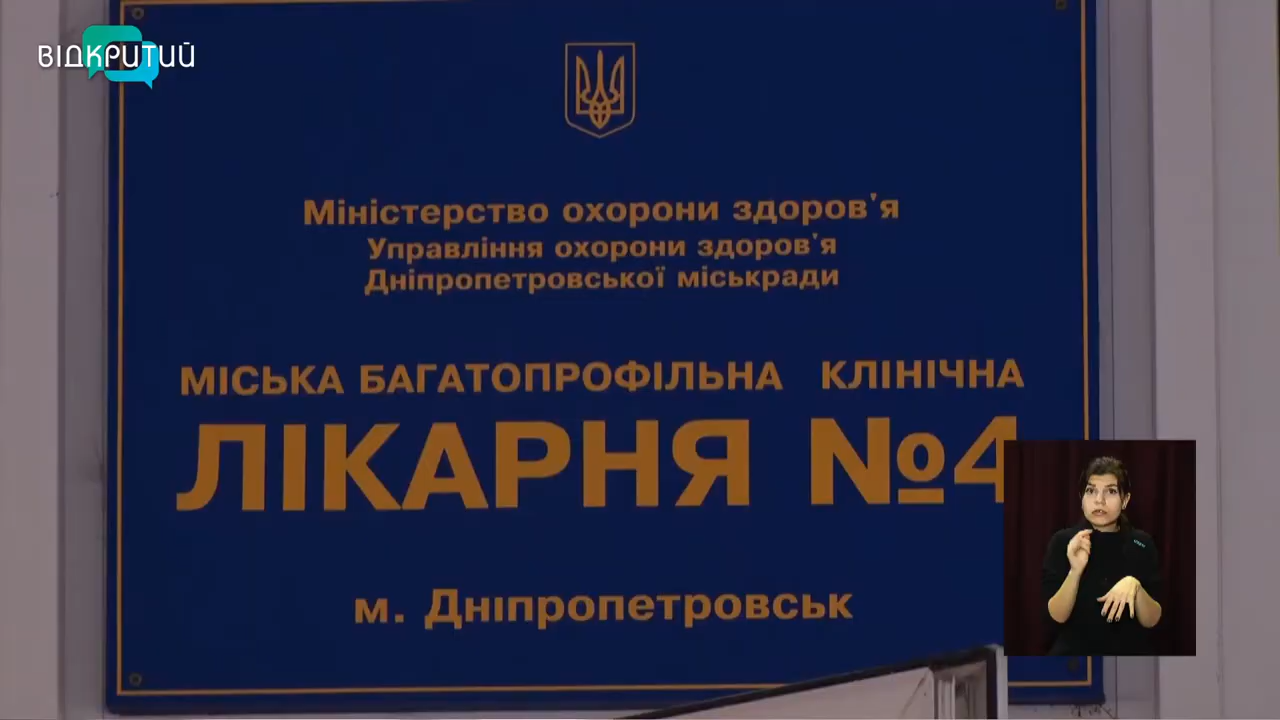 ВІДКРИТИЙ
Міністерство охорони здоров'я
Управління охорони здоров'я
Дніпропетровської міськради
МІСЬКА БАГАТОПРОФІЛЬНА КЛІНІЧНА
ЛІКАРНЯ №4
м. Дніпропетровськ